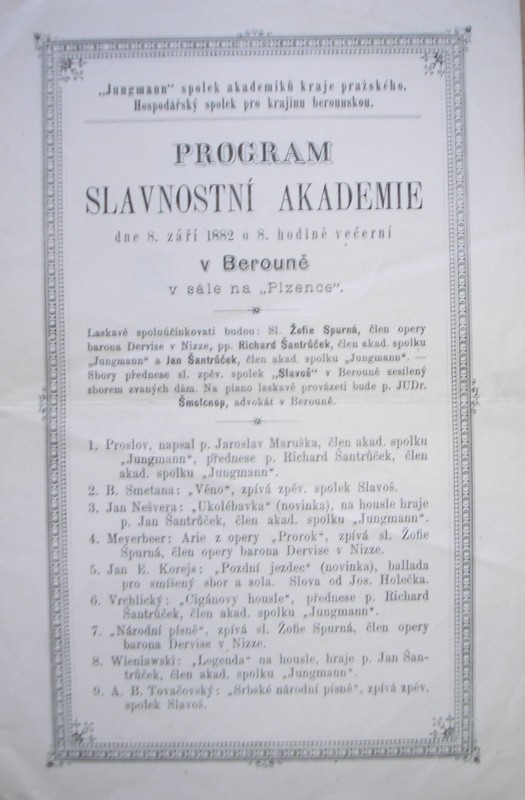 „Jungmann“ spolek akademiků kraje pražského.
Hospodářský spolek pro krajinu berounskou.
PROGRAM
SLAVNOSTNÍ AKADEMIE
dne 8. září 1882 o 8. hodině večerní
v Berouně
v sále na „Plzence“.
Laskavě spoluúčinkovati budou: Sl. Žofie Spurná, člen opery
barona Dervise v Nizze, pp. Richard Šantrůček, člen akad. spolku
„Jungmann“ a Jan Šantrůček, člen akad. spolku „Jungmann“. —
Sbory přednese sl. zpěv. spolek „Slavoš“ v Berouně sesílený
sborem zvaných dám. Na piano laskavě prováZeti bude p. JUDr.
Šmolcnop, advokát v Berouně.
1. Proslov, napsal p. Jaroslav Maruška, člen akad. spolku
„Jungmann“, přednese p. Richard Šantrůček, člen
akad. spolku „Jungmann“.
2. B. Smetana: „Věno“, zpívá zpěv. spolek Slavoš.
3. Jan Nešvera: „Ukolébavka“ (novinka), na housle hraje
p. Jan Šantrůček, člen akad. spolku „Jungmann“.
4. Meyerbeer: Arie z opery „Prorok“, zpívá sl. Žofie
Spurná, člen opery barona Dervise v Nizze.
5. Jan E. Korejs: „Pozdní jezdec“ (novinka), ballada
pro smíšený sbor a sola. Slova od Jos. Holečka.
6. Vrchlický: „Cigánovy housle“, přednese p. Richard
Šantrůček, člen akad. spolku „Jungmann“.
7. „Národní písně“, zpívá sl. Žofie Spurná, člen opery
barona Dervise v Nizze.
8. Wieniawski: „Legenda“ na housle, hraje p. Jan Šan-
trůček, člen akad. spolku „Jungmann“.
9. A. B. Tovačovský: „Srbské národní písně“, zpívá zpěv.
spolek Slavoš.